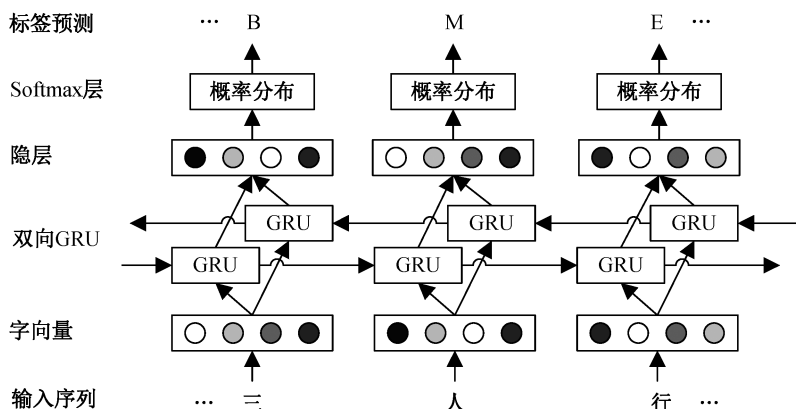 标签预测 … B M E …
Softmax层 概率分布 概率分布 概率分布
隐层
双向GRU GRU GRU GRU
GRU GRU GRU
字向量
输入序列 … 三 人 行 …